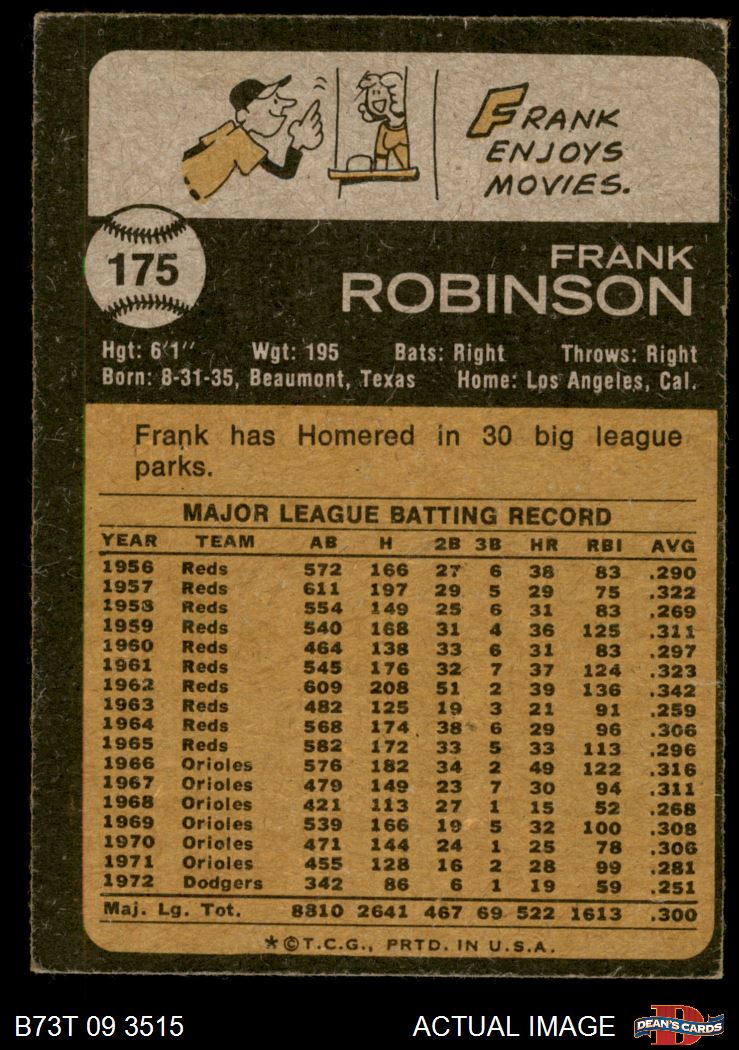 FRANK
ENJOYS
MOVIES.
175
FRANK
ROBINSON
Hgt: 6'1" Wgt: 195 Bats: Right Throws: Right
Born: 8-31-35, Beaumont, Texas Home: Los Angeles, Cal.
Frank has Homered in 30 big league
parks.
MAJOR LEAGUE BATTING RECORD
YEAR TEAM AB H 2B 3B HR RBI AVG
1956 Reds 572 166 27 6 38 83 .290
1957 Reds 611 197 29 5 29 75 .322
1958 Reds 554 149 25 6 31 83 .269
1959 Reds 540 168 31 4 36 125 .311
1960 Reds 464 138 33 6 31 83 .297
1961 Reds 545 176 32 7 37 124 .323
1962 Reds 609 208 51 2 39 136 .342
1963 Reds 482 125 19 3 21 91 .259
1964 Reds 568 174 38 6 29 96 .306
1965 Reds 582 172 33 5 33 113 .296
1966 Orioles 576 182 34 2 49 122 .316
1967 Orioles 479 149 23 7 30 94 .311
1968 Orioles 421 113 27 1 15 52 .268
1969 Orioles 539 166 19 5 32 100 .308
1970 Orioles 471 144 24 1 25 78 .306
1971 Orioles 455 128 16 2 28 99 .281
1972 Dodgers 342 86 6 1 19 59 .251
Maj. Lg. Tot. 8810 2641 467 69 522 1613 .300
*©T.C.G., PRTD. IN U.S.A.
B73T 09 3515 ACTUAL IMAGE DEAN'S CARDS